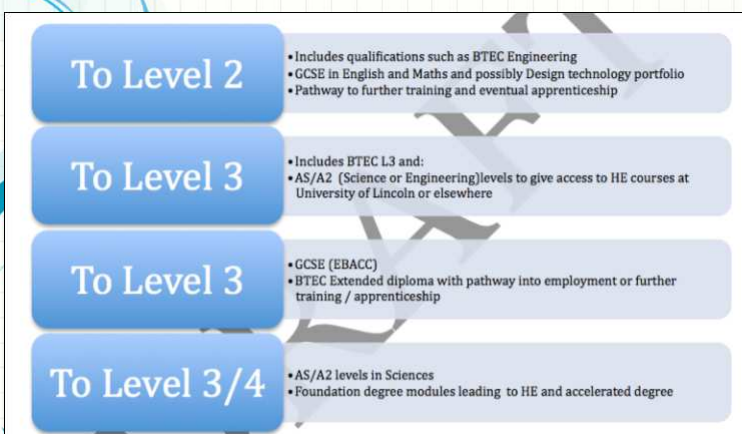 To Level 2
•Includes qualifications such as BTEC Engineering
•GCSE in English and Maths and possibly Design technology portfolio
•Pathway to further training and eventual apprenticeship
To Level 3
•Includes BTEC L3 and:
•AS/A2 (Science or Engineering)levels to give access to HE courses at
University of Lincoln or elsewhere
To Level 3
•GCSE (EBACC)
•BTEC Extended diploma with pathway into employment or further
training / apprenticeship
To Level 3/4
•AS/A2 levels in Sciences
•Foundation degree modules leading to HE and accelerated degree